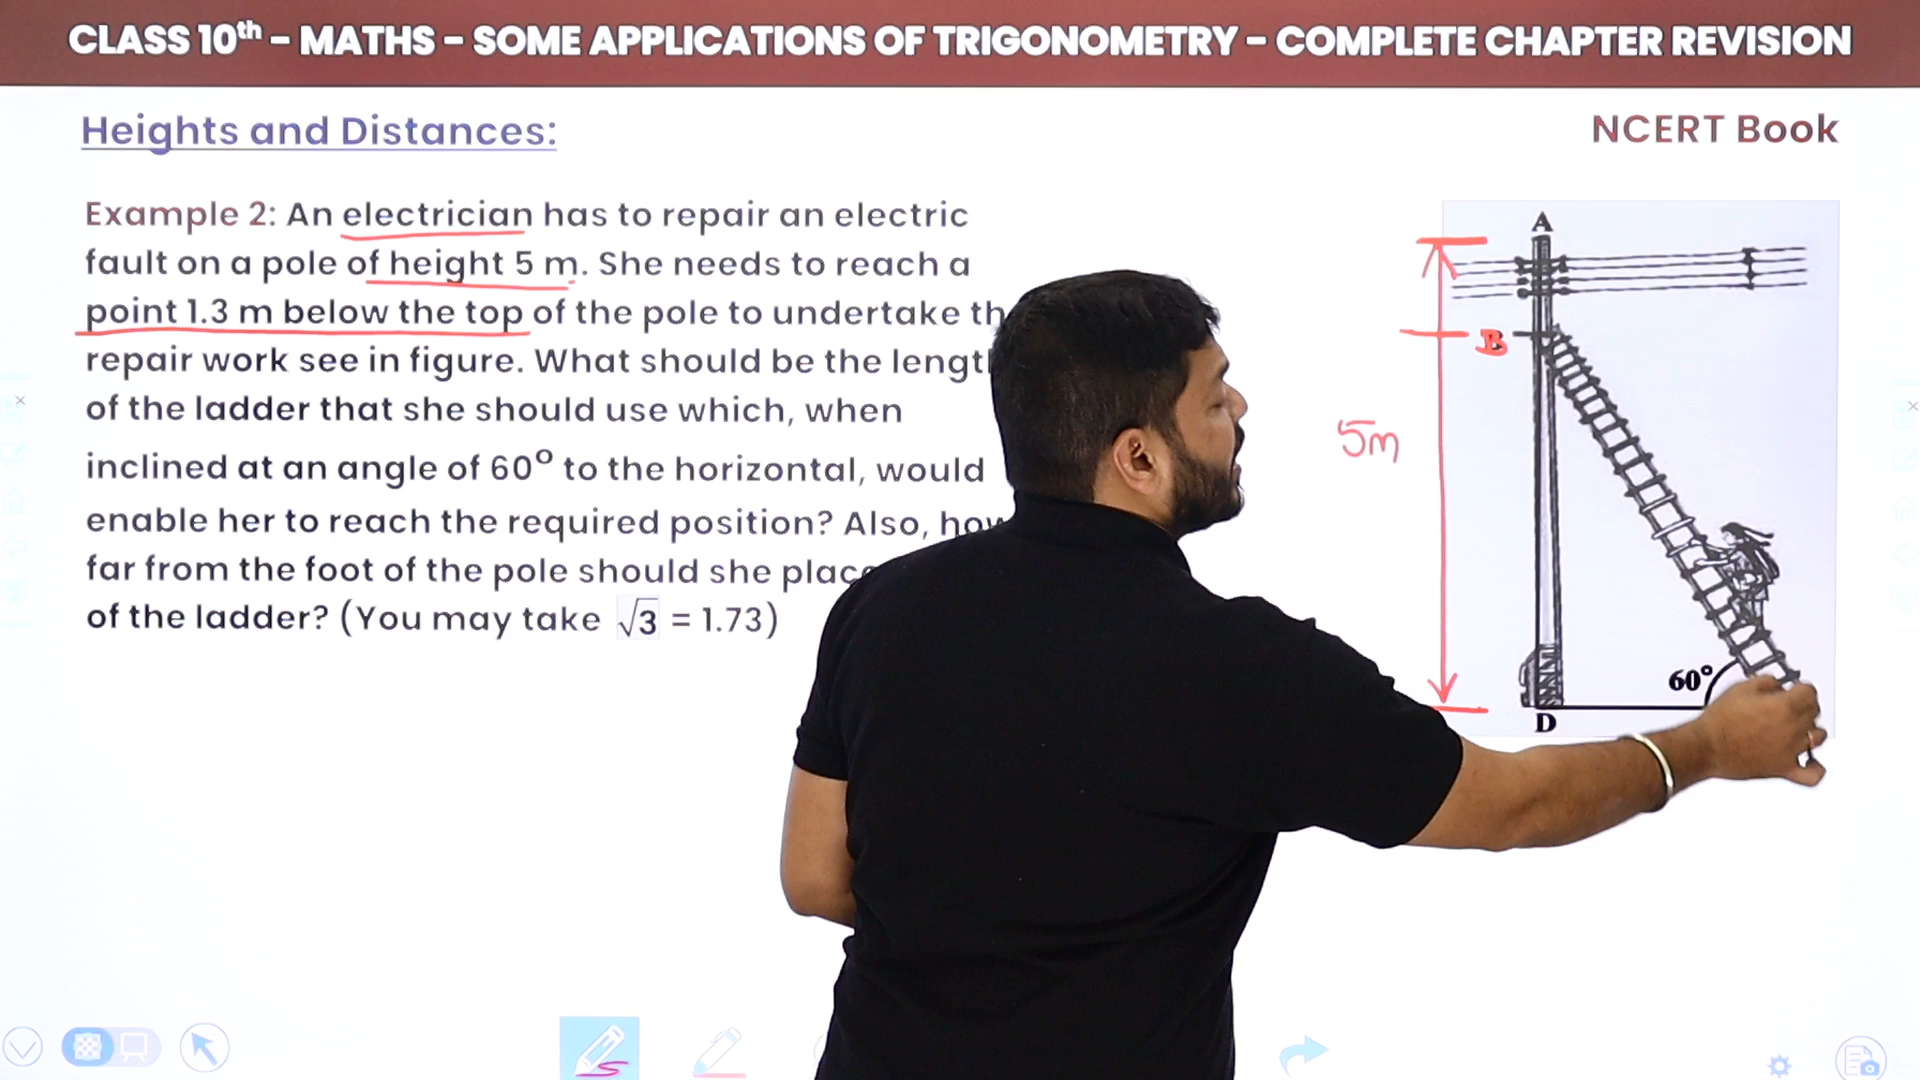 CLASS 10th – MATHS – SOME APPLICATIONS OF TRIGONOMETRY – COMPLETE CHAPTER REVISION
Heights and Distances:
NCERT Book
Example 2: An electrician has to repair an electric
fault on a pole of height 5 m. She needs to reach a
point 1.3 m below the top of the pole to undertake
repair work see in figure. What should be the
of the ladder that she should use which, when
inclined at an angle of 60° to the horizontal, would
enable her to reach the required position? Also,
far from the foot of the pole should she
of the ladder? (You may take √3 = 1.73)
A
B
5m
60°
D